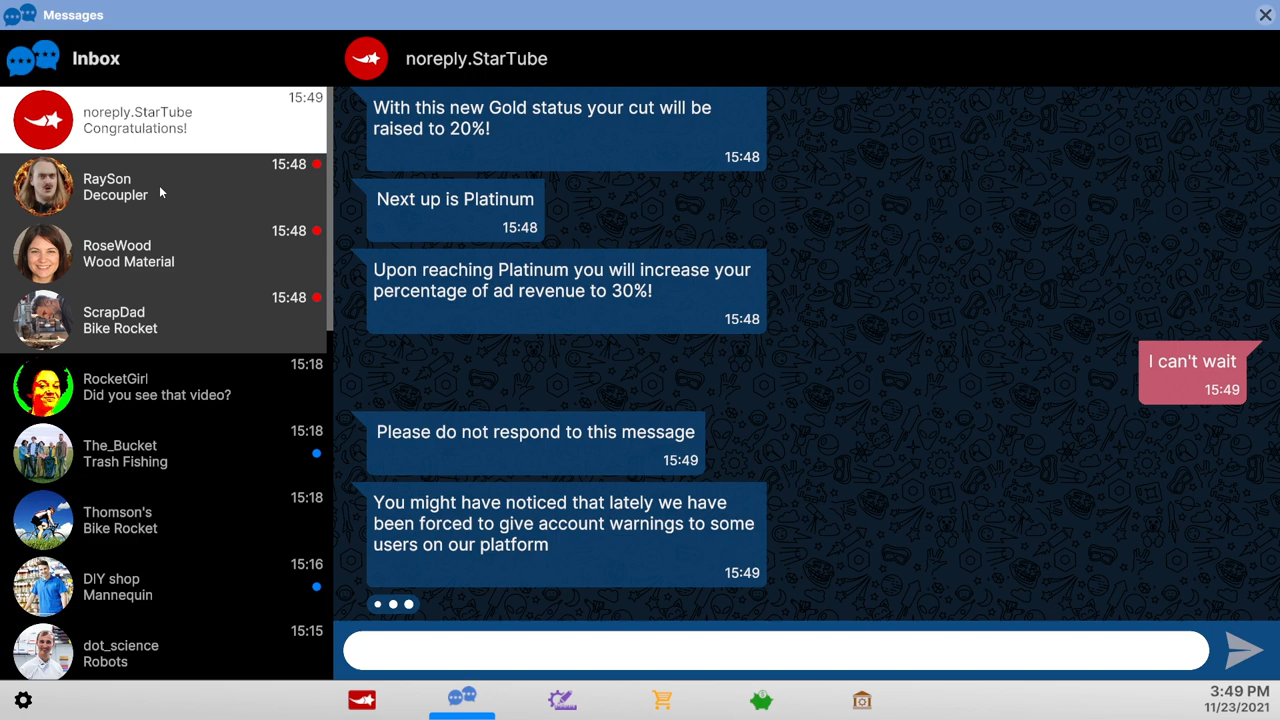 Messages
Inbox
noreply.StarTube
15:49
noreply.StarTube
Congratulations!
15:48
RaySon
Decoupler
15:48
RoseWood
Wood Material
15:48
ScrapDad
Bike Rocket
15:18
RocketGirl
Did you see that video?
15:18
The_Bucket
Trash Fishing
15:18
Thomson's
Bike Rocket
15:16
DIY shop
Mannequin
15:15
dot_science
Robots
With this new Gold status your cut will be
raised to 20%!
15:48
Next up is Platinum
15:48
Upon reaching Platinum you will increase your
percentage of ad revenue to 30%!
15:48
I can't wait
15:49
Please do not respond to this message
15:49
You might have noticed that lately we have
been forced to give account warnings to some
users on our platform
15:49
3:49 PM
11/23/2021